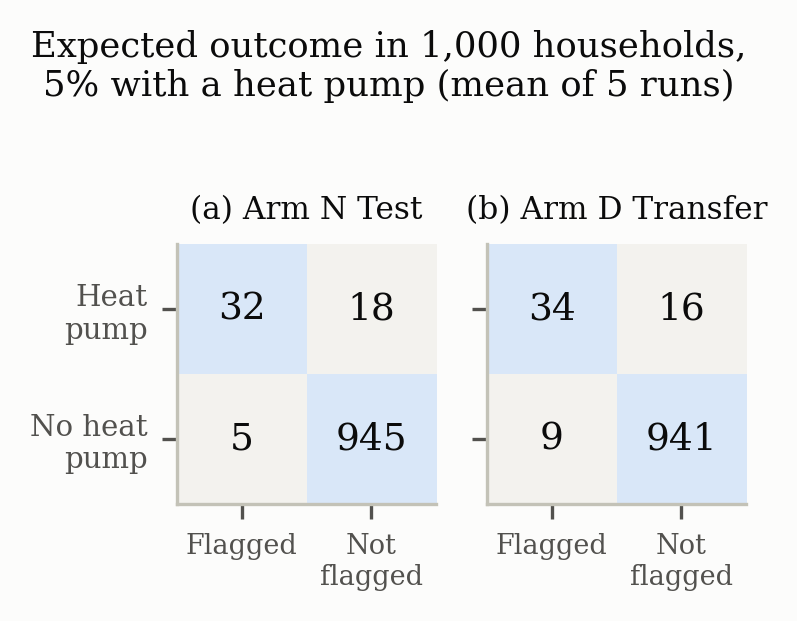 Expected outcome in 1,000 households,
5% with a heat pump (mean of 5 runs)
(a) Arm N Test
(b) Arm D Transfer
Heat
pump
32
18
34
16
No heat
pump
5
945
9
941
Flagged
Not
flagged
Flagged
Not
flagged